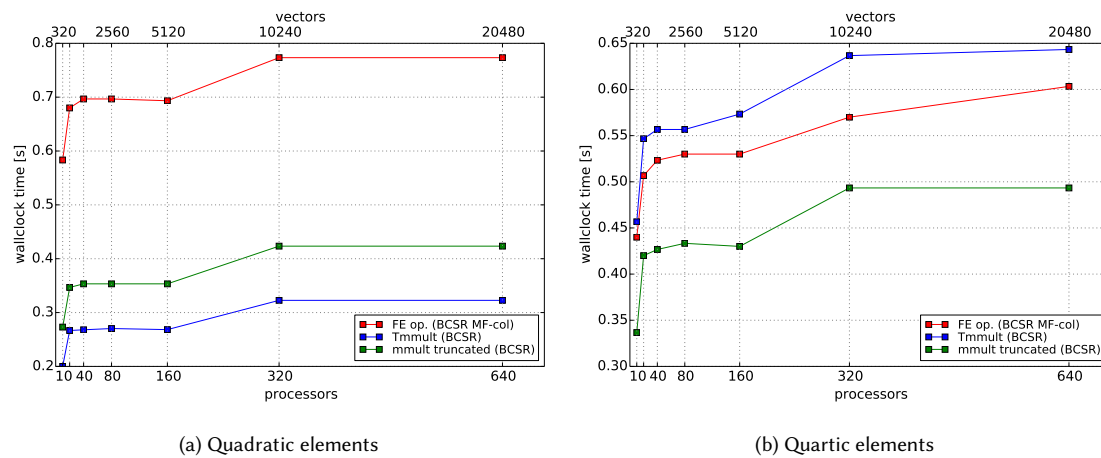 vectors
320 2560 5120 10240 20480
0.8
0.7
0.6
0.5
0.4
0.3
0.2
wallclock time [s]
FE op. (BCSR MF-col)
Tmmult (BCSR)
mmult truncated (BCSR)
10 40 80 160 320 640
processors
(a) Quadratic elements
vectors
320 2560 5120 10240 20480
0.65
0.60
0.55
0.50
0.45
0.40
0.35
0.30
wallclock time [s]
FE op. (BCSR MF-col)
Tmmult (BCSR)
mmult truncated (BCSR)
10 40 80 160 320 640
processors
(b) Quartic elements